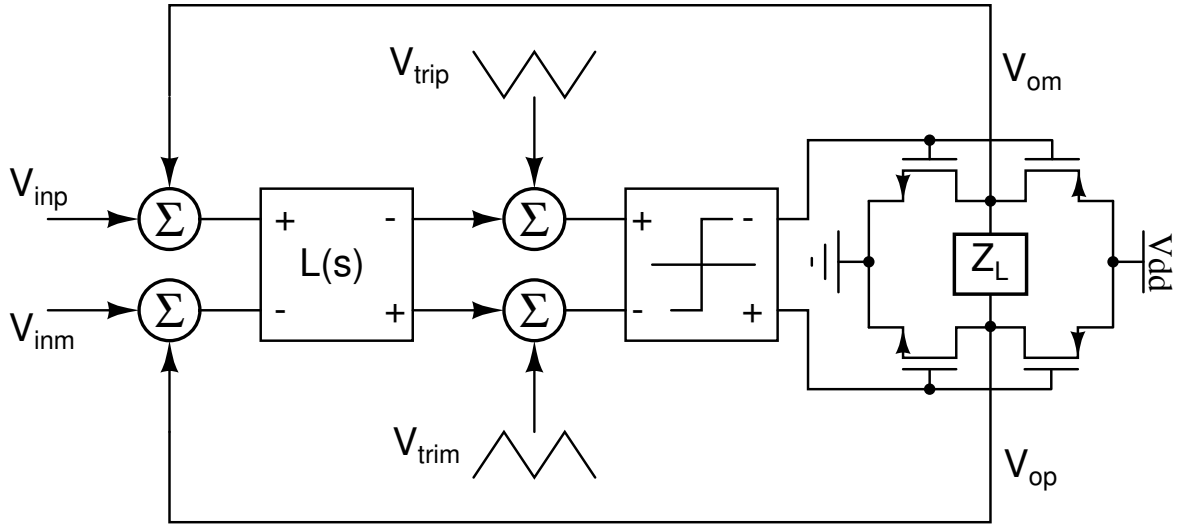 V_trip
V_om
V_inp
Σ
+
-
Σ
+
-
L(s)
Z_L
Vdd
Σ
-
+
Σ
-
+
V_inm
V_trim
V_op